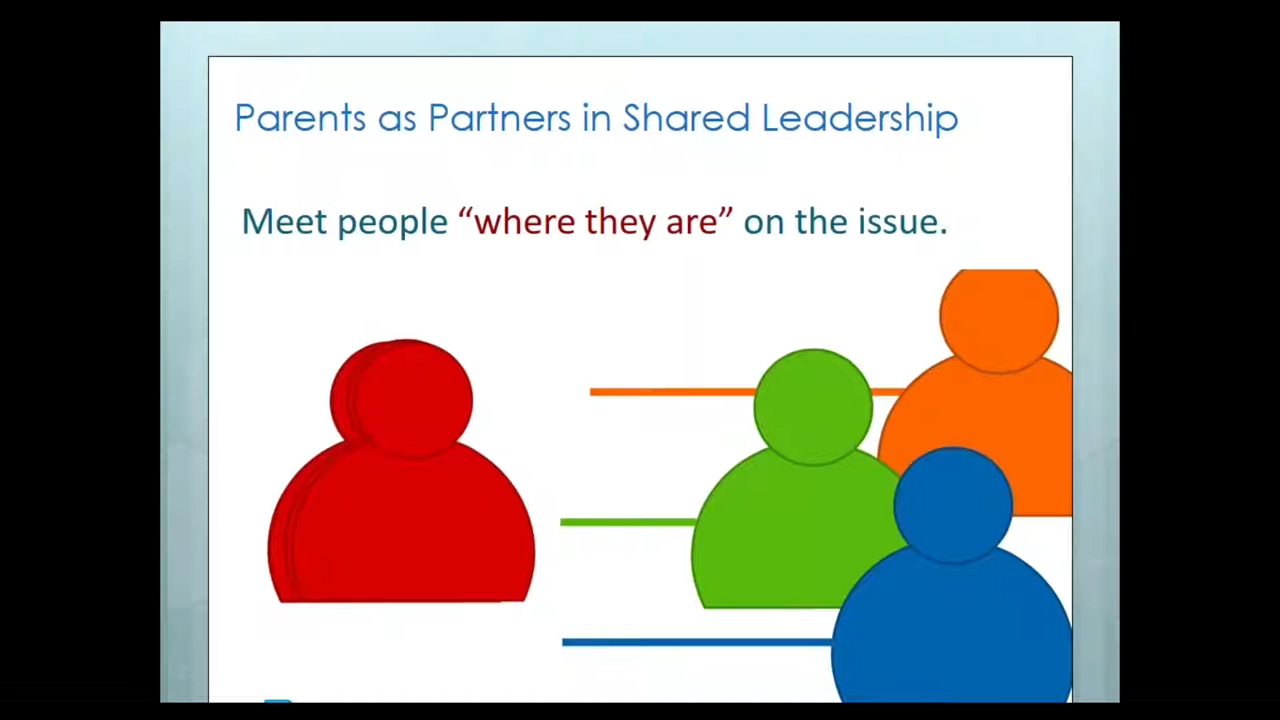 Parents as Partners in Shared Leadership
Meet people “where they are” on the issue.